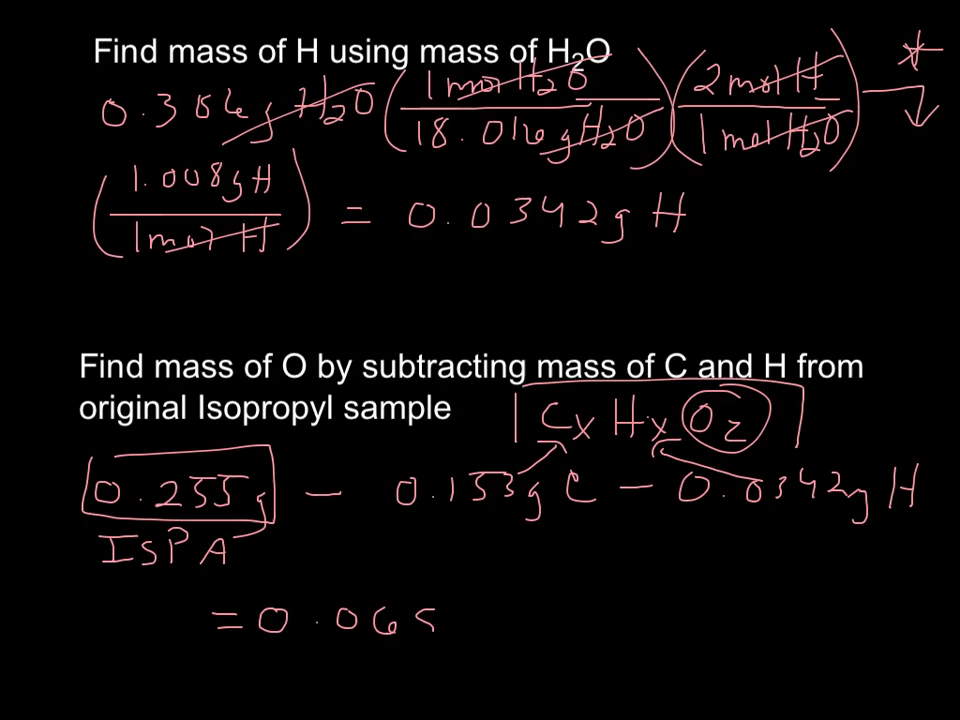 Find mass of H using mass of H₂O
0.306g H₂O (1 mol H₂O / 18.016g H₂O) (2 mol H / 1 mol H₂O) *
(1.008g H / 1 mol H) = 0.0342g H
Find mass of O by subtracting mass of C and H from
original Isopropyl sample
CxHxOz
0.255g - 0.153g C - 0.0342g H
ISPA
= 0.065